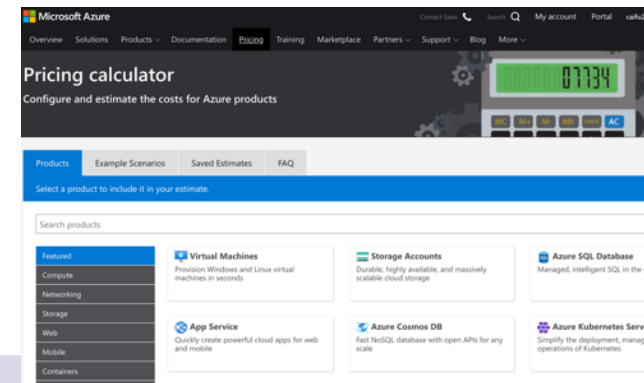 Microsoft Azure
Contact Sales Search My account Portal
Overview Solutions Products Documentation Pricing Training Marketplace Partners Support Blog More
Pricing calculator
Configure and estimate the costs for Azure products
07734
MC M+ M- MR AC
Products Example Scenarios Saved Estimates FAQ
Select a product to include it in your estimate.
Search products
Featured
Compute
Networking
Storage
Web
Mobile
Containers
Virtual Machines
Provision Windows and Linux virtual
machines in seconds
Storage Accounts
Durable, highly available, and massively
scalable cloud storage
Azure SQL Database
Managed, intelligent SQL in the
App Service
Quickly create powerful cloud apps for web
and mobile
Azure Cosmos DB
Fast NoSQL database with open APIs for any
scale
Azure Kubernetes Serv
Simplify the deployment, manag
operations of Kubernetes